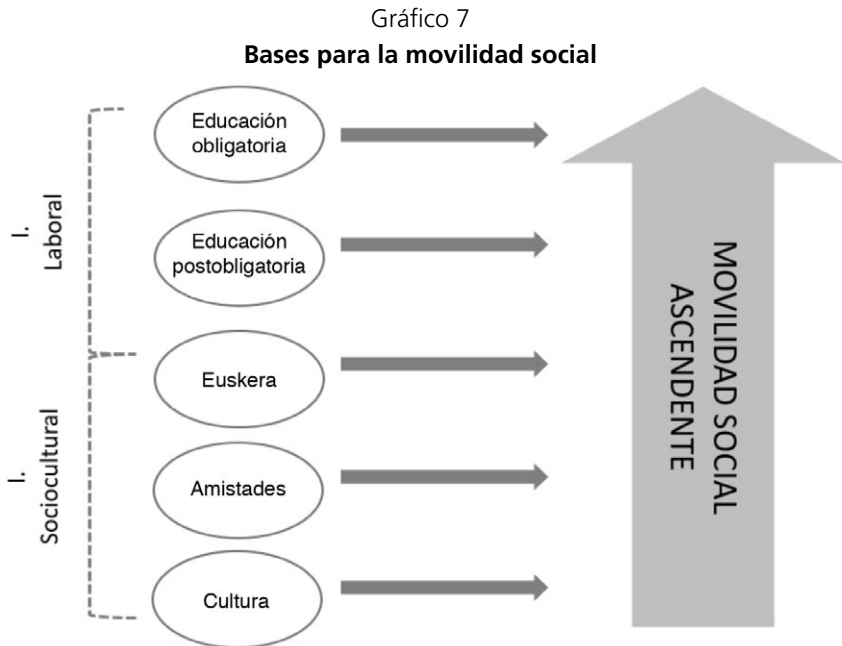 Gráfico 7
Bases para la movilidad social
I.
Laboral
Educación
obligatoria
Educación
postobligatoria
I.
Sociocultural
Euskera
Amistades
Cultura
MOVILIDAD SOCIAL
ASCENDENTE